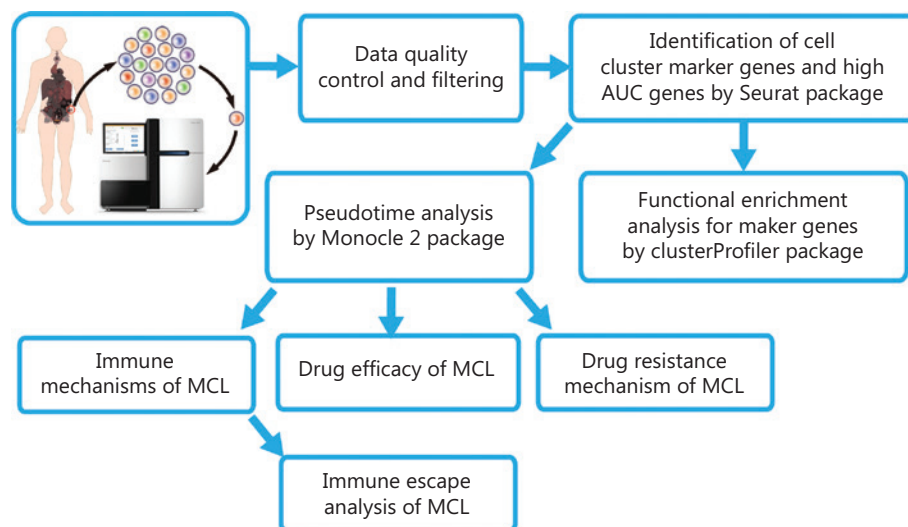 Data quality
control and filtering
Identification of cell
cluster marker genes and high
AUC genes by Seurat package
Pseudotime analysis
by Monocle 2 package
Functional enrichment
analysis for maker genes
by clusterProfiler package
Immune
mechanisms of MCL
Drug efficacy of MCL
Drug resistance
mechanism of MCL
Immune escape
analysis of MCL